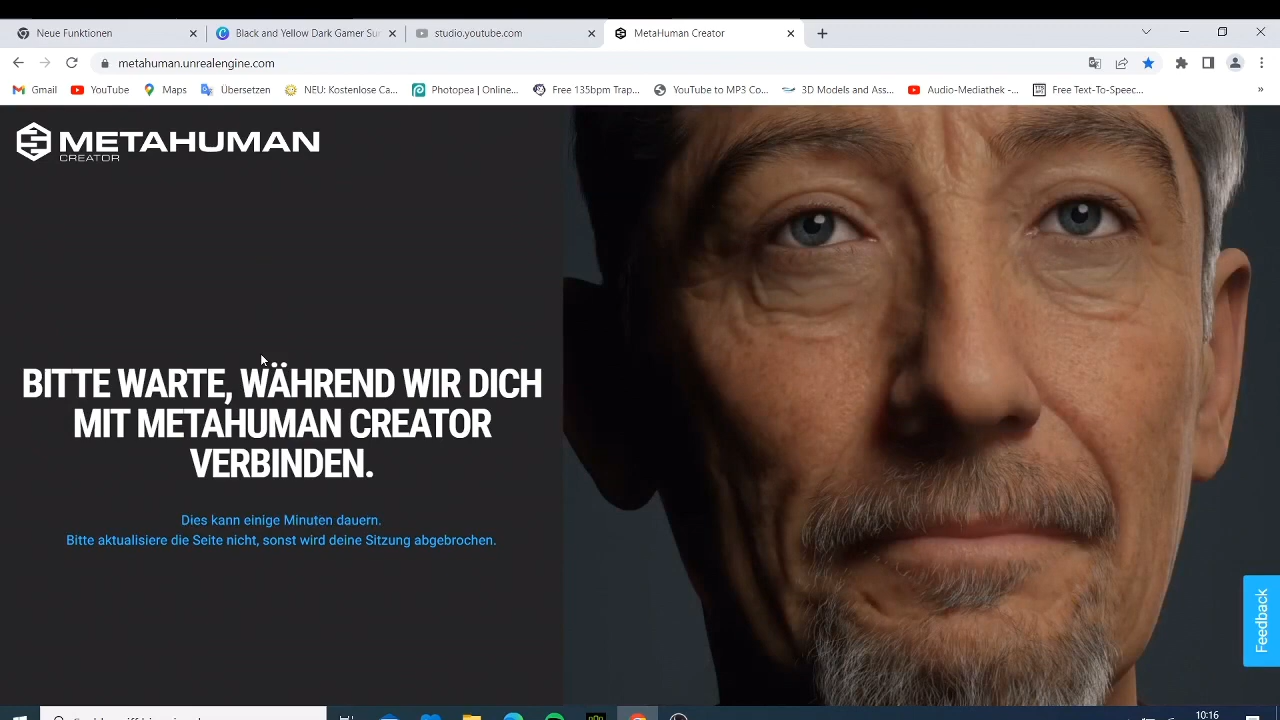 Neue Funktionen
Black and Yellow Dark Gamer Su
studio.youtube.com
MetaHuman Creator
metahuman.unrealengine.com
Gmail
YouTube
Maps
Übersetzen
NEU: Kostenlose Ca...
Photopea | Online...
Free 135bpm Trap...
YouTube to MP3 Co...
3D Models and Ass...
Audio-Mediathek -...
Free Text-To-Speec...
»
METAHUMAN
CREATOR
BITTE WARTE, WÄHREND WIR DICH
MIT METAHUMAN CREATOR
VERBINDEN.
Dies kann einige Minuten dauern.
Bitte aktualisiere die Seite nicht, sonst wird deine Sitzung abgebrochen.
Feedback
10:16